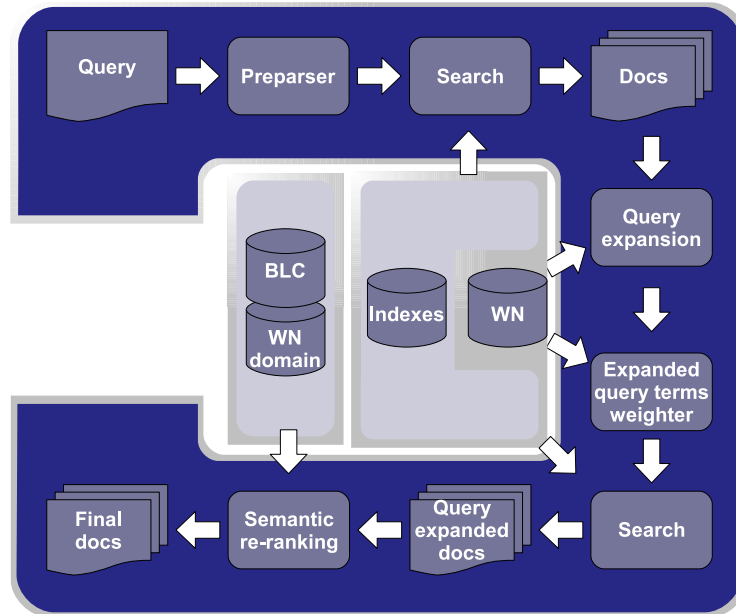 Query
Preparser
Search
Docs
Query
expansion
BLC
WN
domain
Indexes
WN
Expanded
query terms
weighter
Final
docs
Semantic
re-ranking
Query
expanded
docs
Search